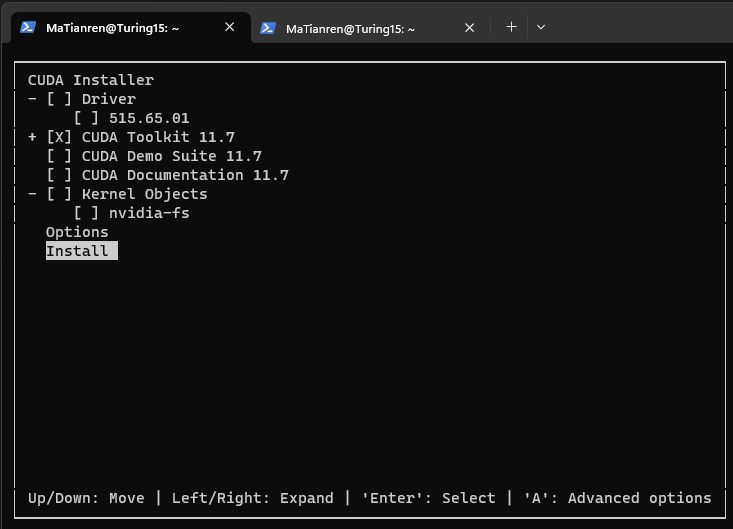 MaTianren@Turing15: ~
MaTianren@Turing15: ~
CUDA Installer
- [ ] Driver
[ ] 515.65.01
+ [X] CUDA Toolkit 11.7
[ ] CUDA Demo Suite 11.7
[ ] CUDA Documentation 11.7
- [ ] Kernel Objects
[ ] nvidia-fs
Options
Install
Up/Down: Move | Left/Right: Expand | 'Enter': Select | 'A': Advanced options